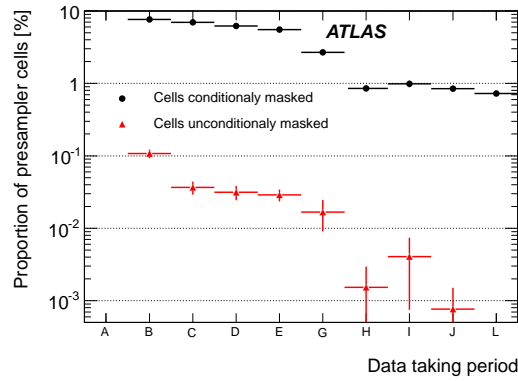 Proportion of presampler cells [%]
10
1
10-1
10-2
10-3
ATLAS
Cells conditionaly masked
Cells unconditionaly masked
A B C D E G H I J L
Data taking period